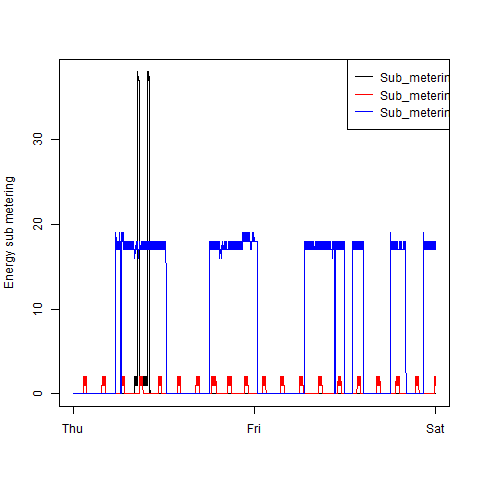 Sub_meterin
Sub_meterin
Sub_meterin
Energy sub metering
30
20
10
0
Thu Fri Sat